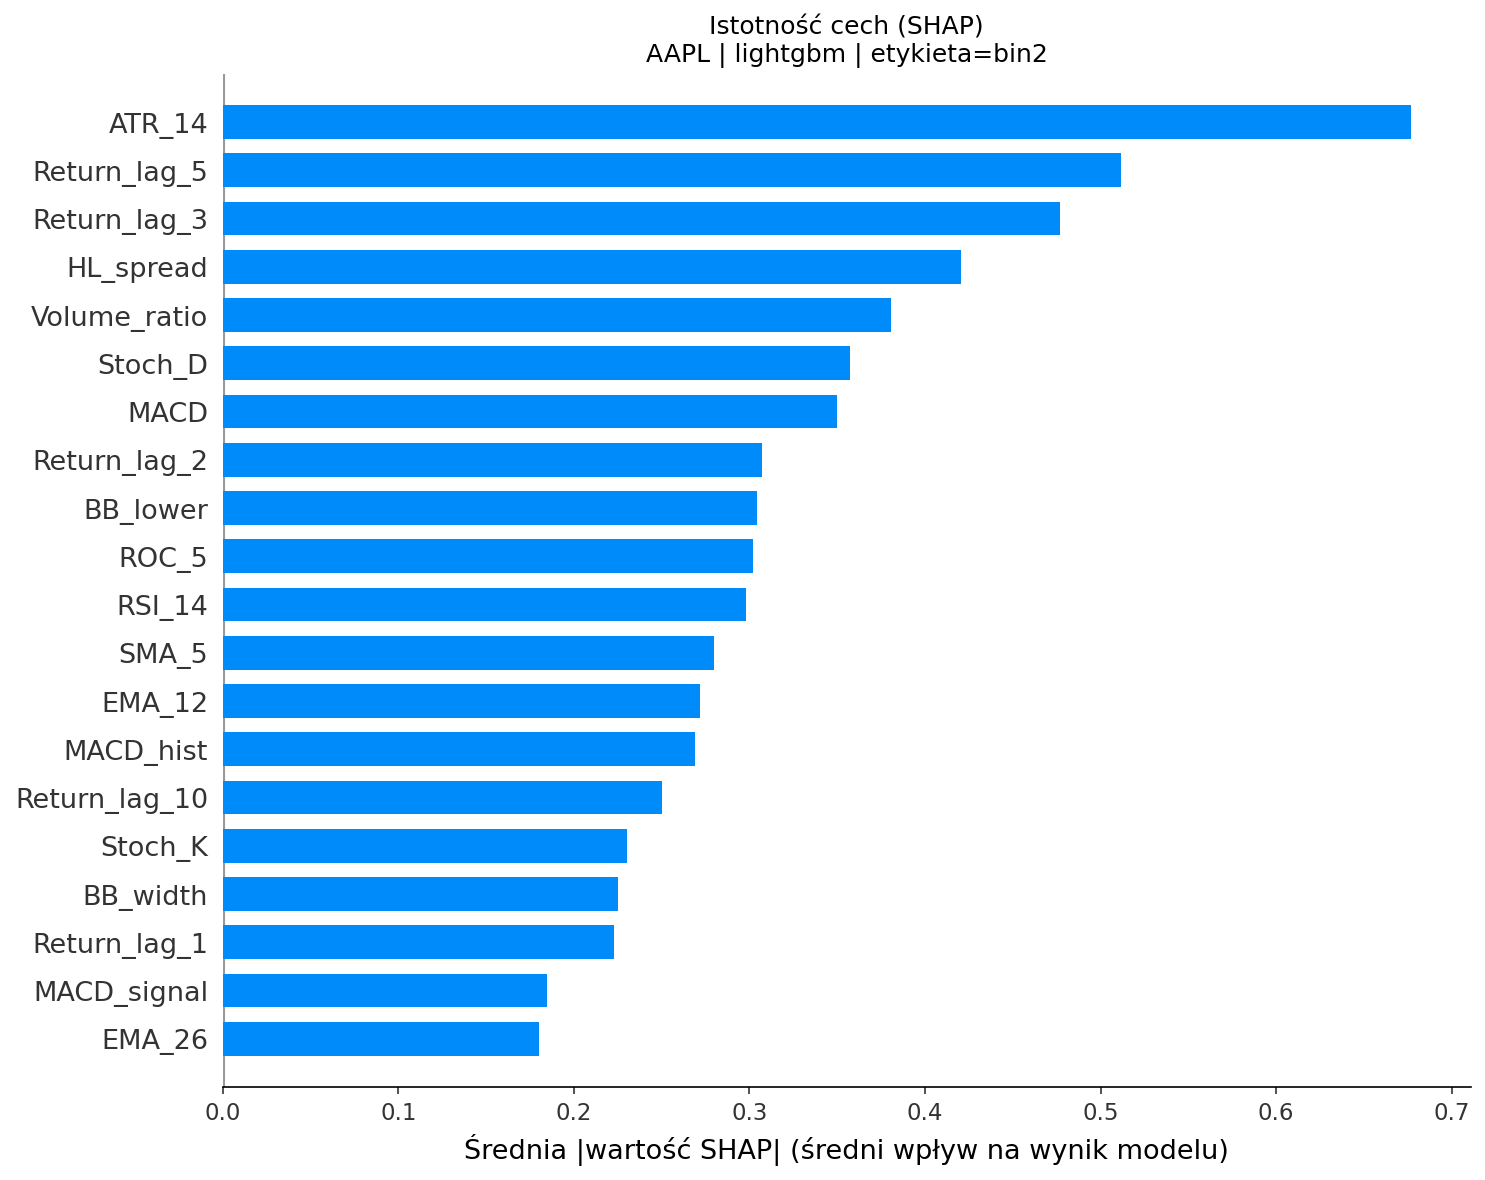 Istotność cech (SHAP)
AAPL | lightgbm | etykieta=bin2
ATR_14
Return_lag_5
Return_lag_3
HL_spread
Volume_ratio
Stoch_D
MACD
Return_lag_2
BB_lower
ROC_5
RSI_14
SMA_5
EMA_12
MACD_hist
Return_lag_10
Stoch_K
BB_width
Return_lag_1
MACD_signal
EMA_26
0.0 0.1 0.2 0.3 0.4 0.5 0.6 0.7
Średnia |wartość SHAP| (średni wpływ na wynik modelu)